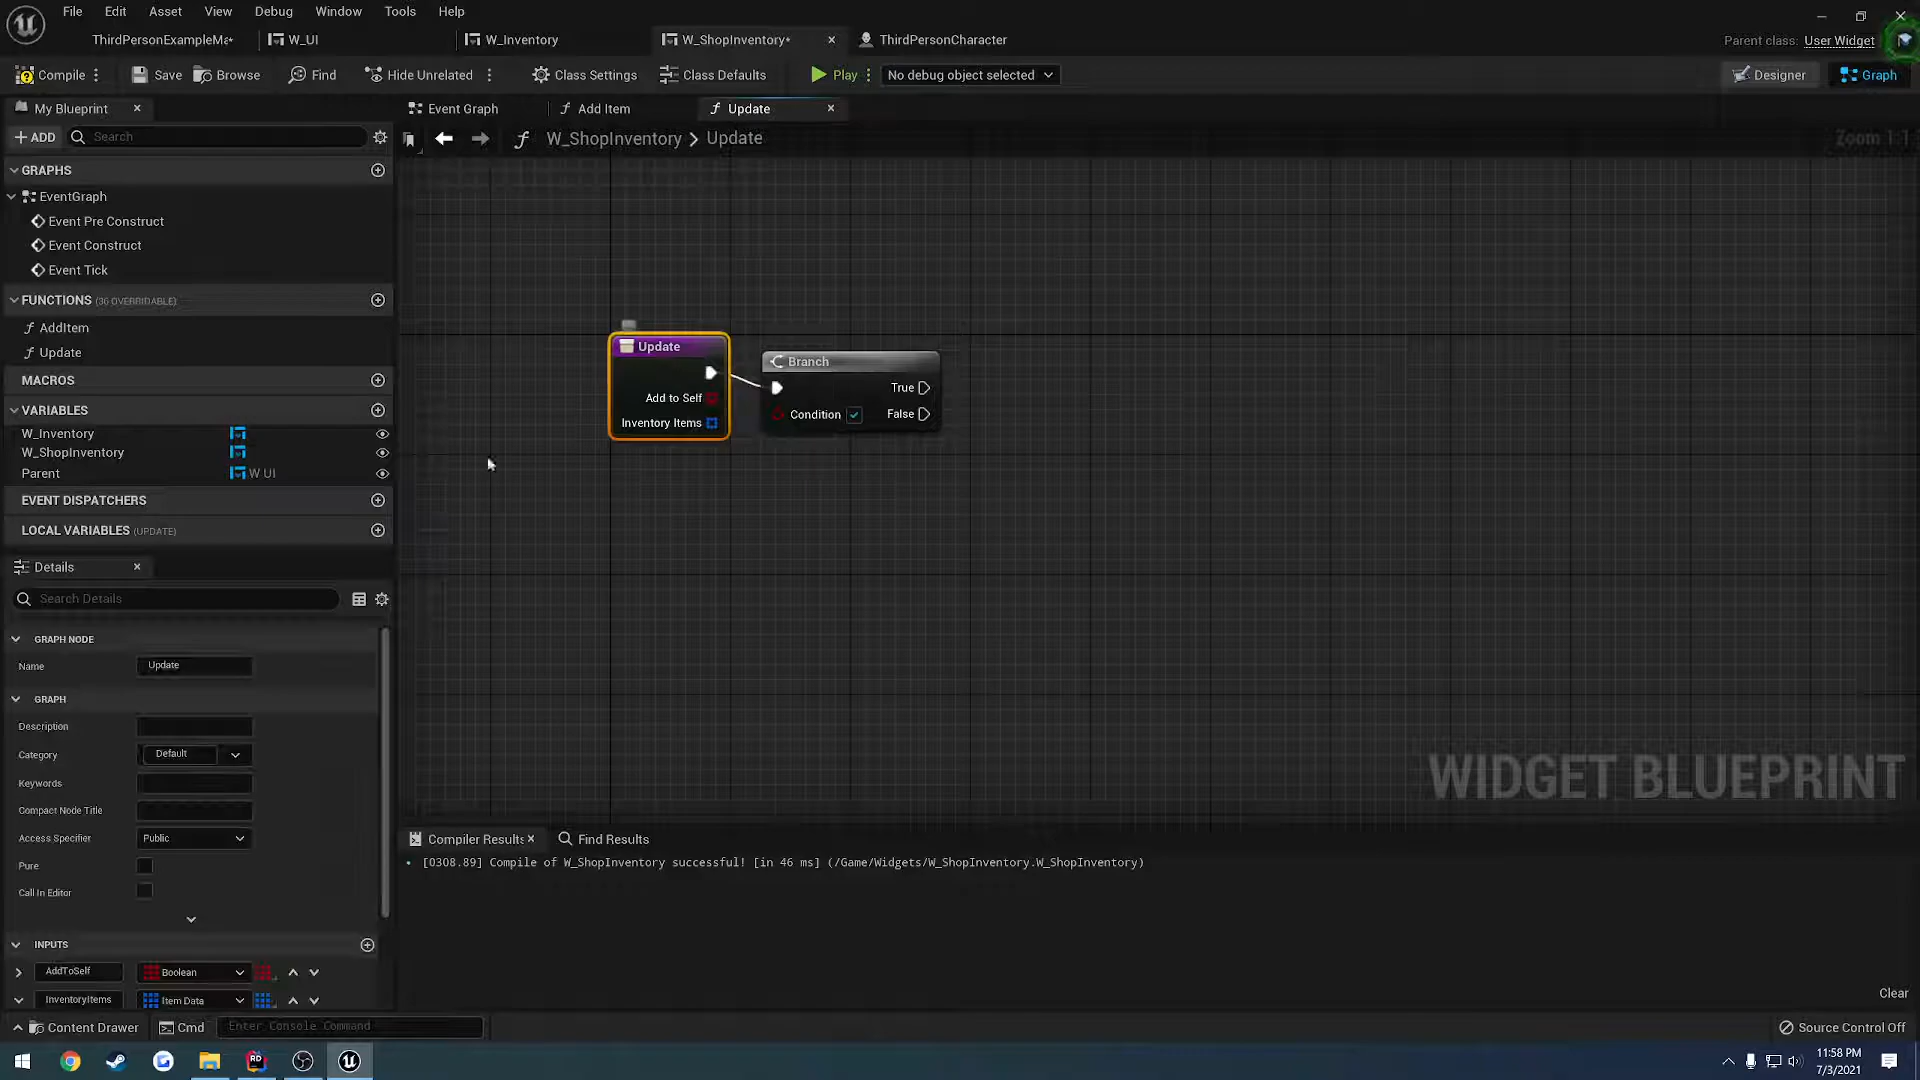 File Edit Asset View Debug Window Tools Help
ThirdPersonExampleMa* W_UI W_Inventory W_ShopInventory* ThirdPersonCharacter Parent class: User Widget
Compile Save Browse Find Hide Unrelated Class Settings Class Defaults Play No debug object selected Designer Graph
My Blueprint Event Graph Add Item Update
+ ADD Search W_ShopInventory > Update Zoom 1:1
GRAPHS
EventGraph
Event Pre Construct
Event Construct
Event Tick
FUNCTIONS (36 OVERRIDABLE)
AddItem
Update
MACROS
VARIABLES
W_Inventory
W_ShopInventory
Parent W UI
EVENT DISPATCHERS
LOCAL VARIABLES (UPDATE)
Update
Add to Self
Inventory Items
Branch
True
Condition False
Details
Search Details
GRAPH NODE
Name Update
GRAPH
Description
Category Default
Keywords
Compact Node Title
Access Specifier Public
Pure
Call In Editor
INPUTS
AddToSelf Boolean
InventoryItems Item Data
WIDGET BLUEPRINT
Compiler Results Find Results
[0308.89] Compile of W_ShopInventory successful! [in 46 ms] (/Game/Widgets/W_ShopInventory.W_ShopInventory)
Clear
Content Drawer Cmd Enter Console Command Source Control Off
RD
11:58 PM
7/3/2021